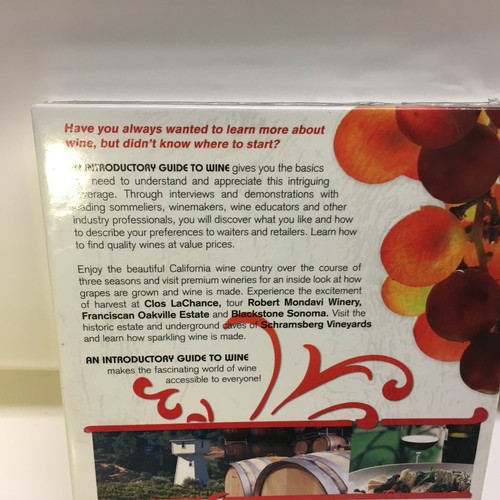 Have you always wanted to learn more about
wine, but didn't know where to start?
INTRODUCTORY GUIDE TO WINE gives you the basics
need to understand and appreciate this intriguing
erage. Through interviews and demonstrations with
ading sommeliers, winemakers, wine educators and other
industry professionals, you will discover what you like and how
to describe your preferences to waiters and retailers. Learn how
to find quality wines at value prices.
Enjoy the beautiful California wine country over the course of
three seasons and visit premium wineries for an inside look at how
grapes are grown and wine is made. Experience the excitement
of harvest at Clos LaChance, tour Robert Mondavi Winery,
Franciscan Oakville Estate and Blackstone Sonoma. Visit the
historic estate and underground caves of Schramsberg Vineyards
and learn how sparkling wine is made.
AN INTRODUCTORY GUIDE TO WINE
makes the fascinating world of wine
accessible to everyone!